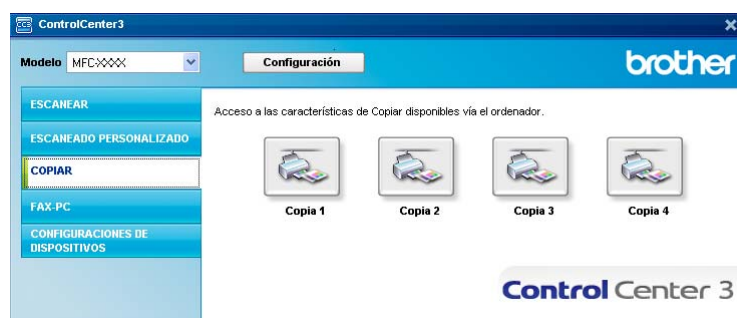 ControlCenter3
Modelo MFC-XXXX Configuración brother
ESCANEAR
Acceso a las características de Copiar disponibles vía el ordenador.
ESCANEADO PERSONALIZADO
COPIAR
FAX-PC
CONFIGURACIONES DE
DISPOSITIVOS
Copia 1 Copia 2 Copia 3 Copia 4
Control Center 3